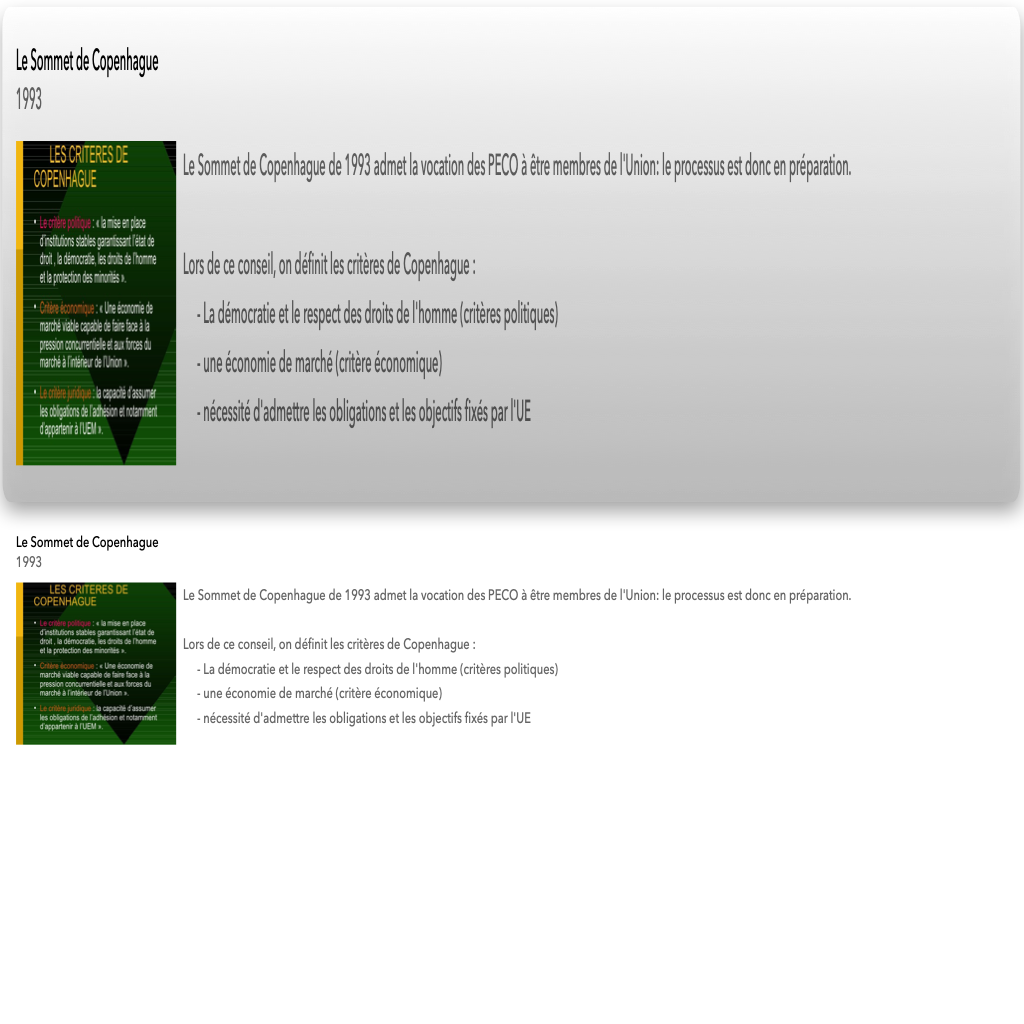 Le Sommet de Copenhague
1993
LES CRITERES DE
COPENHAGUE
• Le critère politique : « la mise en place
d'institutions stables garantissant l'état de
droit , la démocratie, les droits de l'homme
et la protection des minorités ».
• Critère économique : « Une économie de
marché viable capable de faire face à la
pression concurrentielle et aux forces du
marché à l'intérieur de l'Union ».
• Le critère juridique : la capacité d'assumer
les obligations de l'adhésion et notamment
d'appartenir à l'UEM ».
Le Sommet de Copenhague de 1993 admet la vocation des PECO à être membres de l'Union: le processus est donc en préparation.
Lors de ce conseil, on définit les critères de Copenhague :
- La démocratie et le respect des droits de l'homme (critères politiques)
- une économie de marché (critère économique)
- nécessité d'admettre les obligations et les objectifs fixés par l'UE
Le Sommet de Copenhague
1993
LES CRITERES DE
COPENHAGUE
• Le critère politique : « la mise en place
d'institutions stables garantissant l'état de
droit , la démocratie, les droits de l'homme
et la protection des minorités ».
• Critère économique : « Une économie de
marché viable capable de faire face à la
pression concurrentielle et aux forces du
marché à l'intérieur de l'Union ».
• Le critère juridique : la capacité d'assumer
les obligations de l'adhésion et notamment
d'appartenir à l'UEM ».
Le Sommet de Copenhague de 1993 admet la vocation des PECO à être membres de l'Union: le processus est donc en préparation.
Lors de ce conseil, on définit les critères de Copenhague :
- La démocratie et le respect des droits de l'homme (critères politiques)
- une économie de marché (critère économique)
- nécessité d'admettre les obligations et les objectifs fixés par l'UE